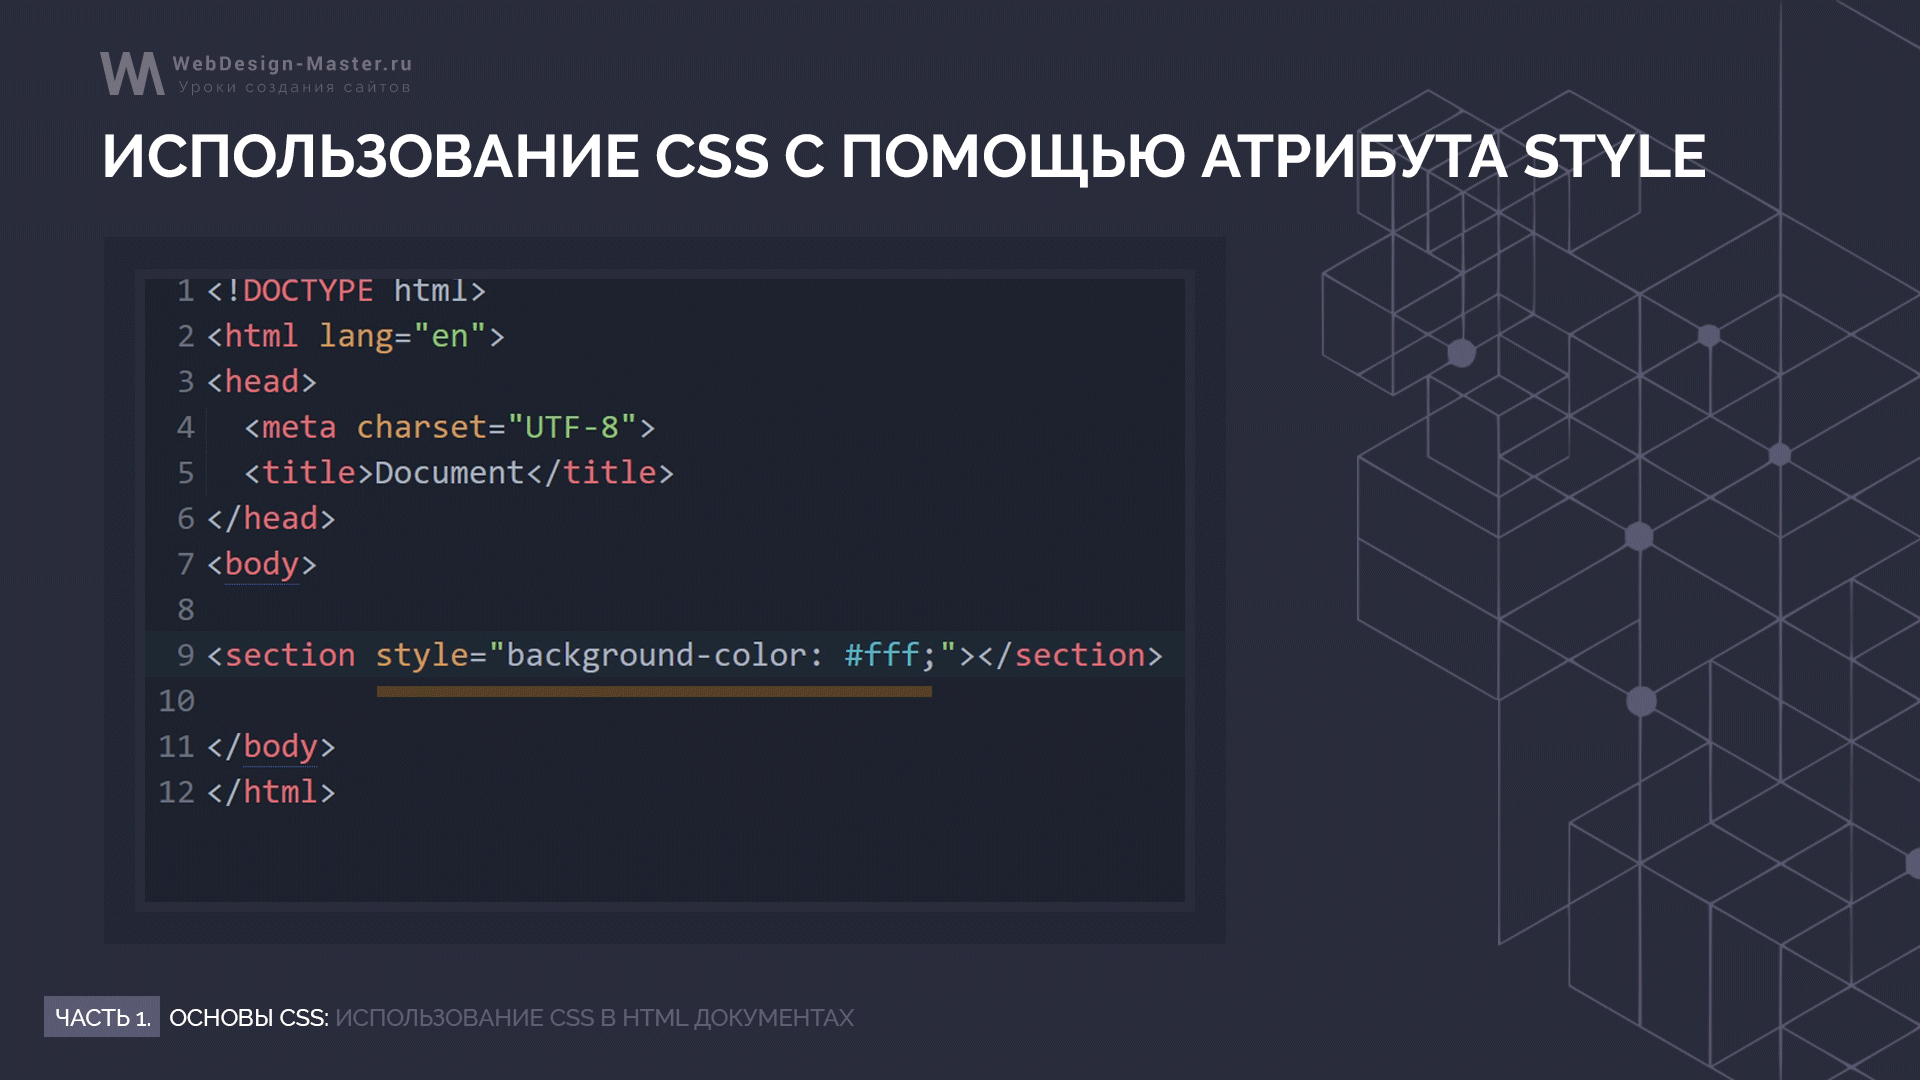 WebDesign-Master.ru
Уроки создания сайтов
ИСПОЛЬЗОВАНИЕ CSS С ПОМОЩЬЮ АТРИБУТА STYLE
1 <!DOCTYPE html>
2 <html lang="en">
3 <head>
4   <meta charset="UTF-8">
5   <title>Document</title>
6 </head>
7 <body>
8
9 <section style="background-color: #fff;"></section>
10
11 </body>
12 </html>
ЧАСТЬ 1. ОСНОВЫ CSS: ИСПОЛЬЗОВАНИЕ CSS В HTML ДОКУМЕНТАХ